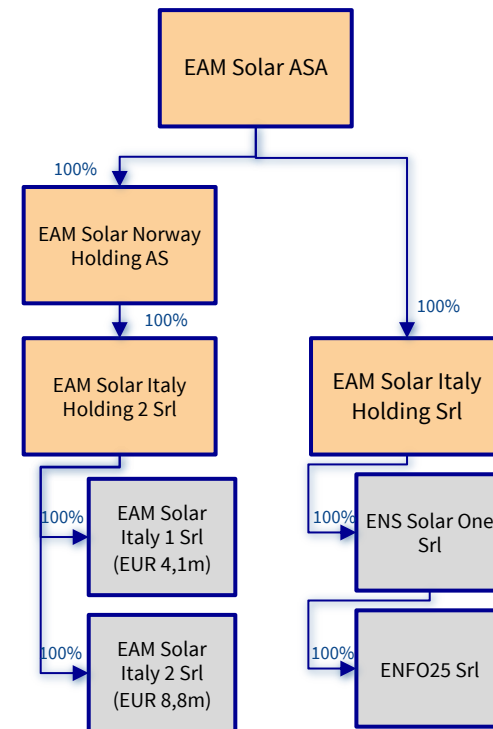 EAM Solar ASA
100%
EAM Solar Norway
Holding AS
100%
100%
EAM Solar Italy
Holding 2 Srl
EAM Solar Italy
Holding Srl
100%
EAM Solar
Italy 1 Srl
(EUR 4,1m)
100%
ENS Solar One
Srl
100%
EAM Solar
Italy 2 Srl
(EUR 8,8m)
100%
ENFO25 Srl